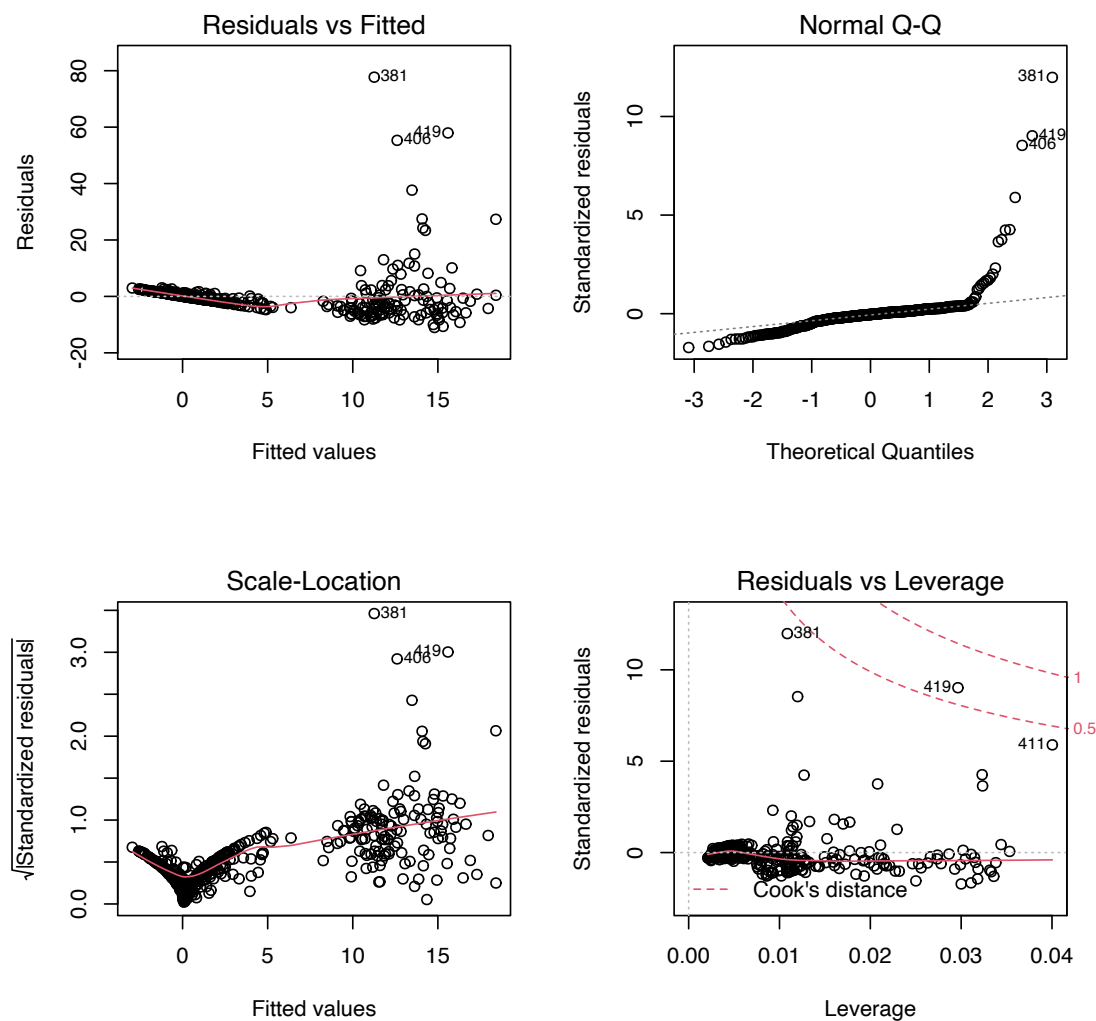 Residuals vs Fitted
Residuals
80
60
40
20
0
-20
381
419
406
0 5 10 15
Fitted values
Normal Q-Q
Standardized residuals
10
5
0
381
419
406
-3 -2 -1 0 1 2 3
Theoretical Quantiles
Scale-Location
√|Standardized residuals|
3.0
2.0
1.0
0.0
381
419
406
0 5 10 15
Fitted values
Residuals vs Leverage
Standardized residuals
10
5
0
381
419
411
1
0.5
Cook's distance
0.00 0.01 0.02 0.03 0.04
Leverage